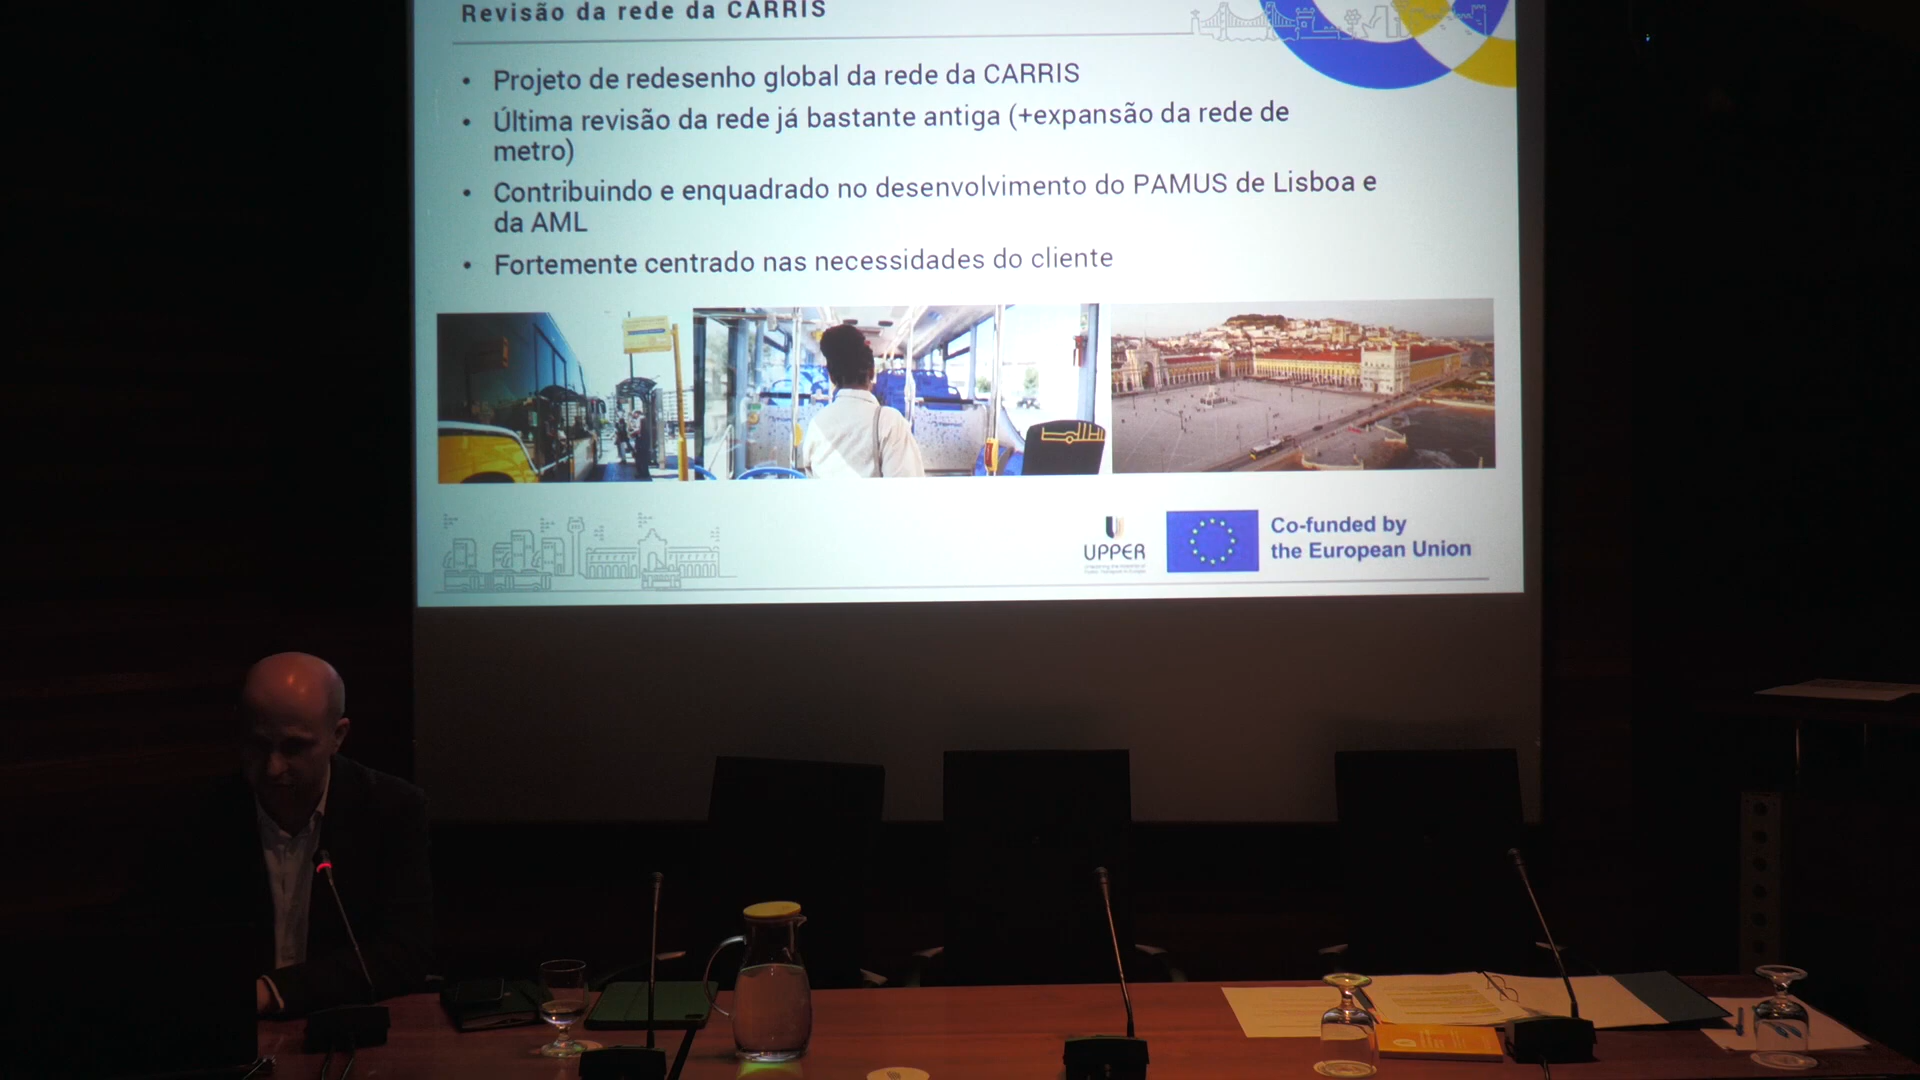 Revisão da rede da CARRIS
• Projeto de redesenho global da rede da CARRIS
• Última revisão da rede já bastante antiga (+expansão da rede de
metro)
• Contribuindo e enquadrado no desenvolvimento do PAMUS de Lisboa e
da AML
• Fortemente centrado nas necessidades do cliente
UPPER
Co-funded by
the European Union